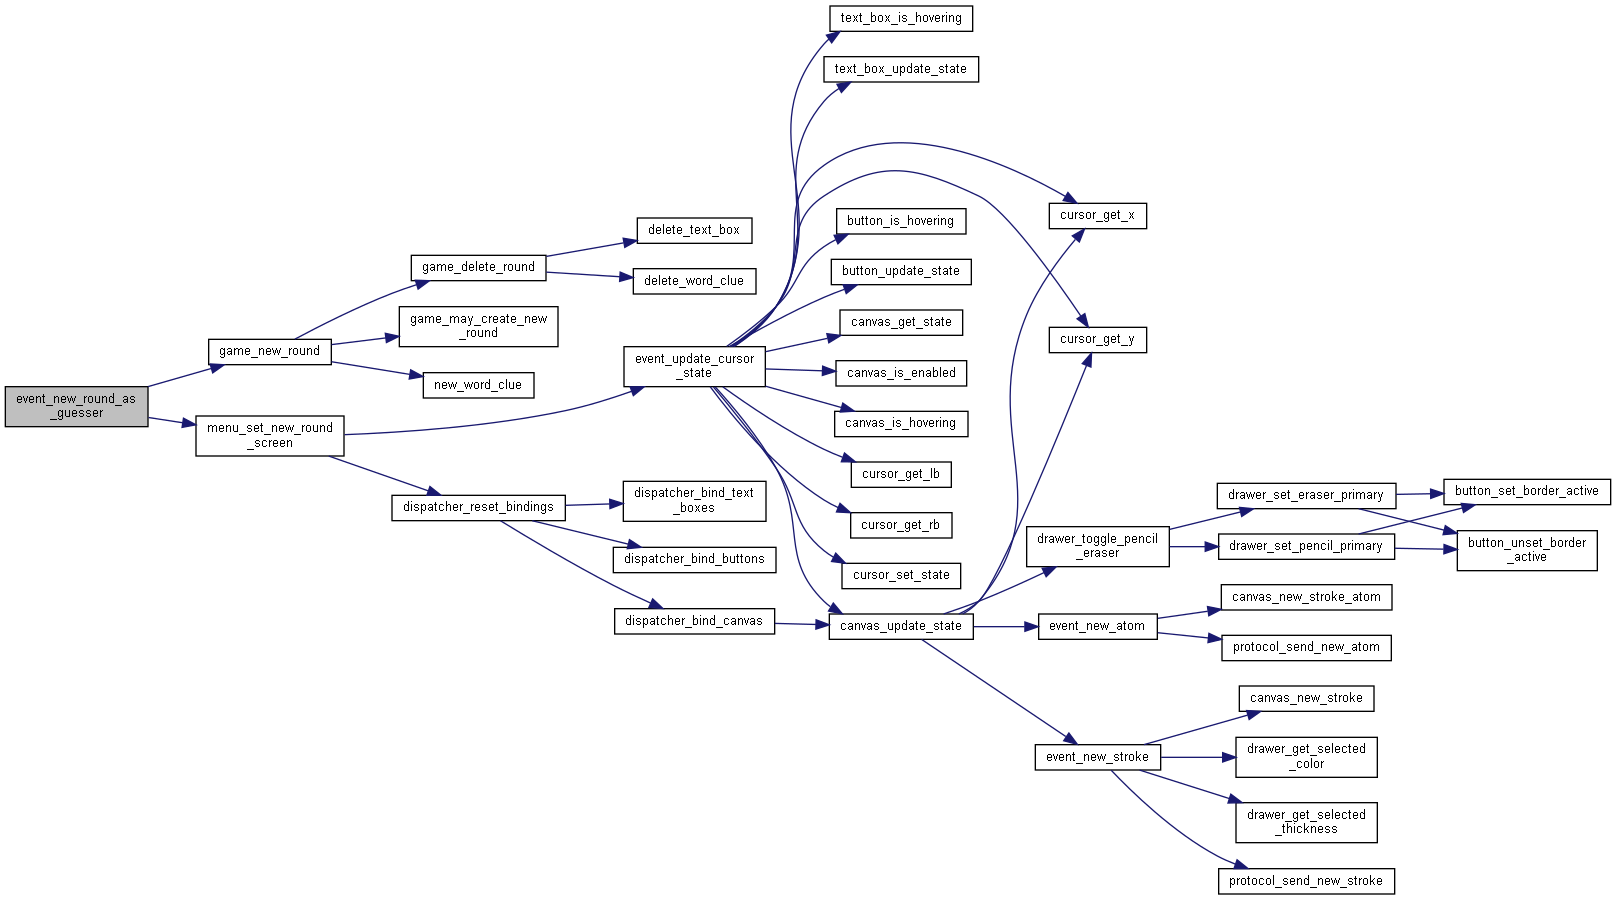 event_new_round_as
_guesser
game_new_round
menu_set_new_round
_screen
game_delete_round
game_may_create_new
_round
new_word_clue
dispatcher_reset_bindings
delete_text_box
delete_word_clue
event_update_cursor
_state
dispatcher_bind_text
_boxes
dispatcher_bind_buttons
dispatcher_bind_canvas
text_box_is_hovering
text_box_update_state
button_is_hovering
button_update_state
canvas_get_state
canvas_is_enabled
canvas_is_hovering
cursor_get_lb
cursor_get_rb
cursor_set_state
canvas_update_state
cursor_get_x
cursor_get_y
drawer_toggle_pencil
_eraser
event_new_atom
event_new_stroke
drawer_set_eraser_primary
drawer_set_pencil_primary
canvas_new_stroke_atom
protocol_send_new_atom
canvas_new_stroke
drawer_get_selected
_color
drawer_get_selected
_thickness
protocol_send_new_stroke
button_set_border_active
button_unset_border
_active